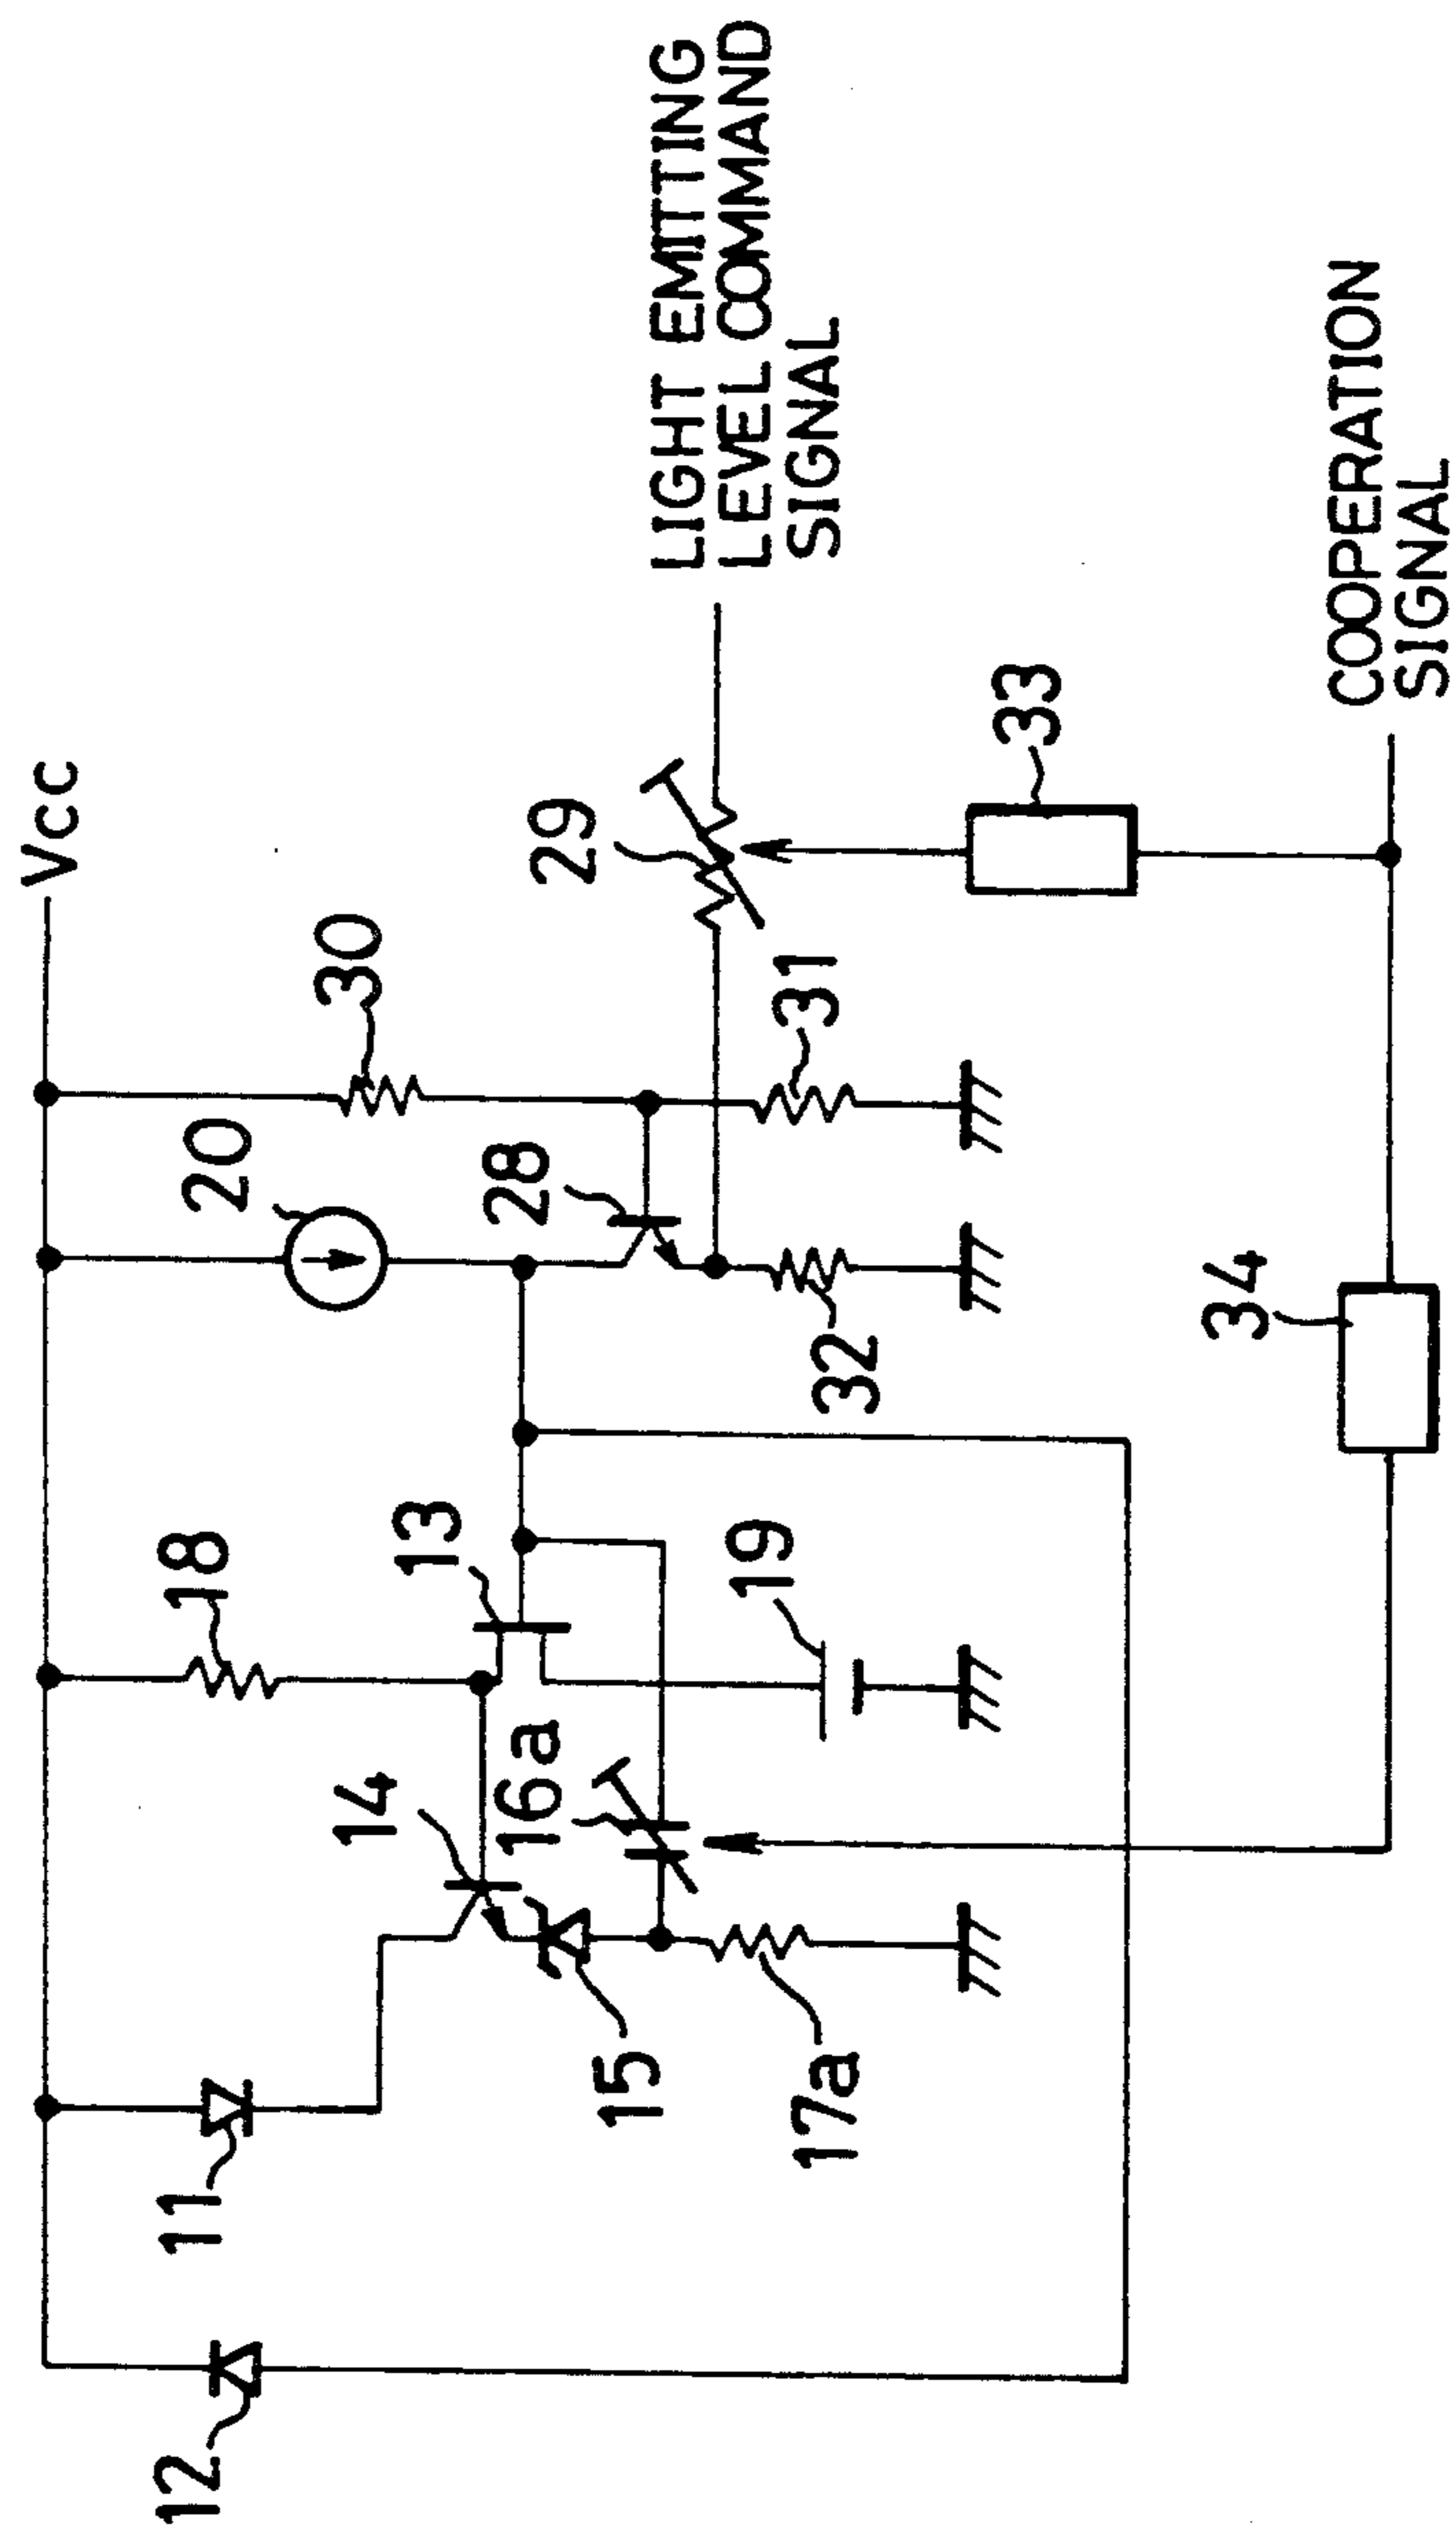 Vcc
12
11
14
18
13
20
30
28
29
15
16a
17a
19
32
31
33
34
LIGHT EMITTING
LEVEL COMMAND
SIGNAL
COOPERATION
SIGNAL